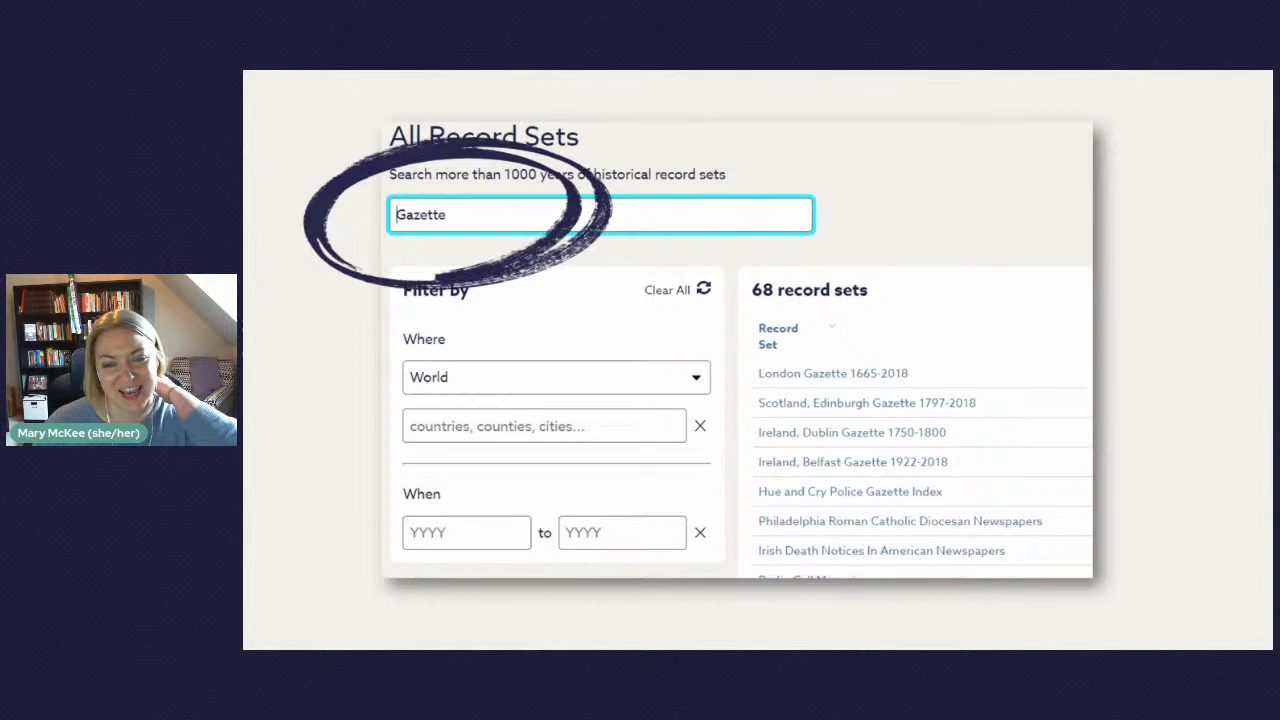 All Record Sets
Search more than 1000 years of historical record sets
Gazette
Filter by
Clear All
Where
World
countries, counties, cities...
When
YYYY
to
YYYY
68 record sets
Record
Set
London Gazette 1665-2018
Scotland, Edinburgh Gazette 1797-2018
Ireland, Dublin Gazette 1750-1800
Ireland, Belfast Gazette 1922-2018
Hue and Cry Police Gazette Index
Philadelphia Roman Catholic Diocesan Newspapers
Irish Death Notices In American Newspapers
Mary McKee (she/her)